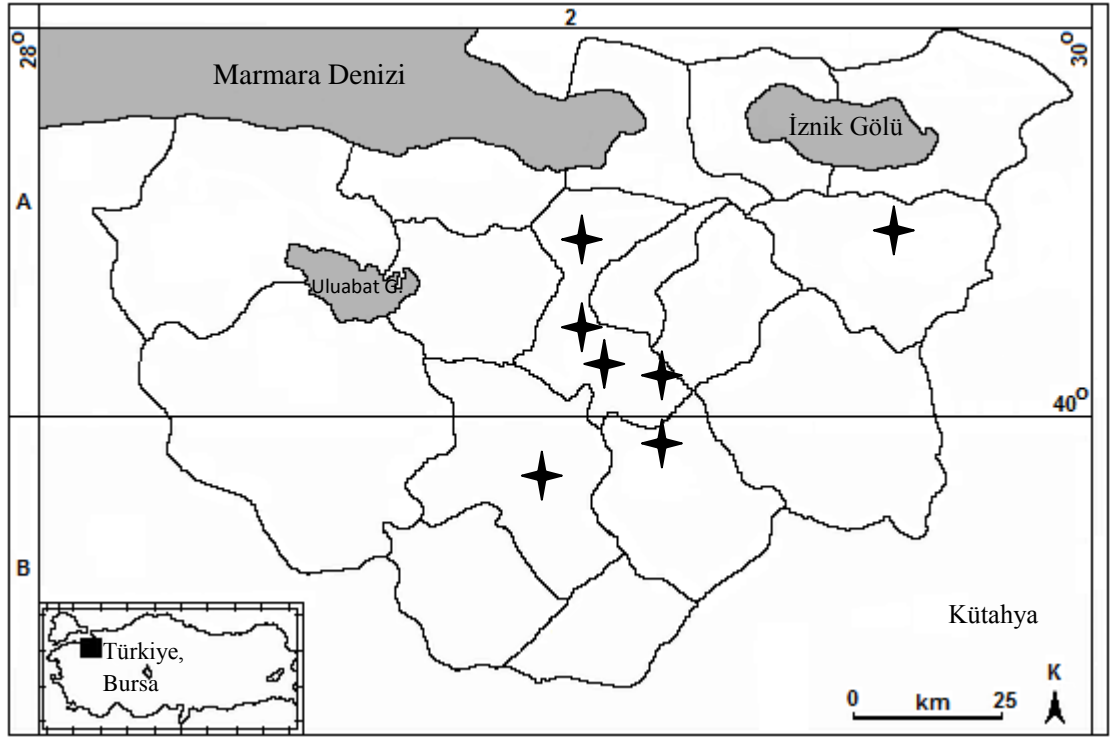 2
28°
30°
Marmara Denizi
İznik Gölü
A
Uluabat G.
40°
B
Kütahya
Türkiye,
Bursa
K
0 km 25